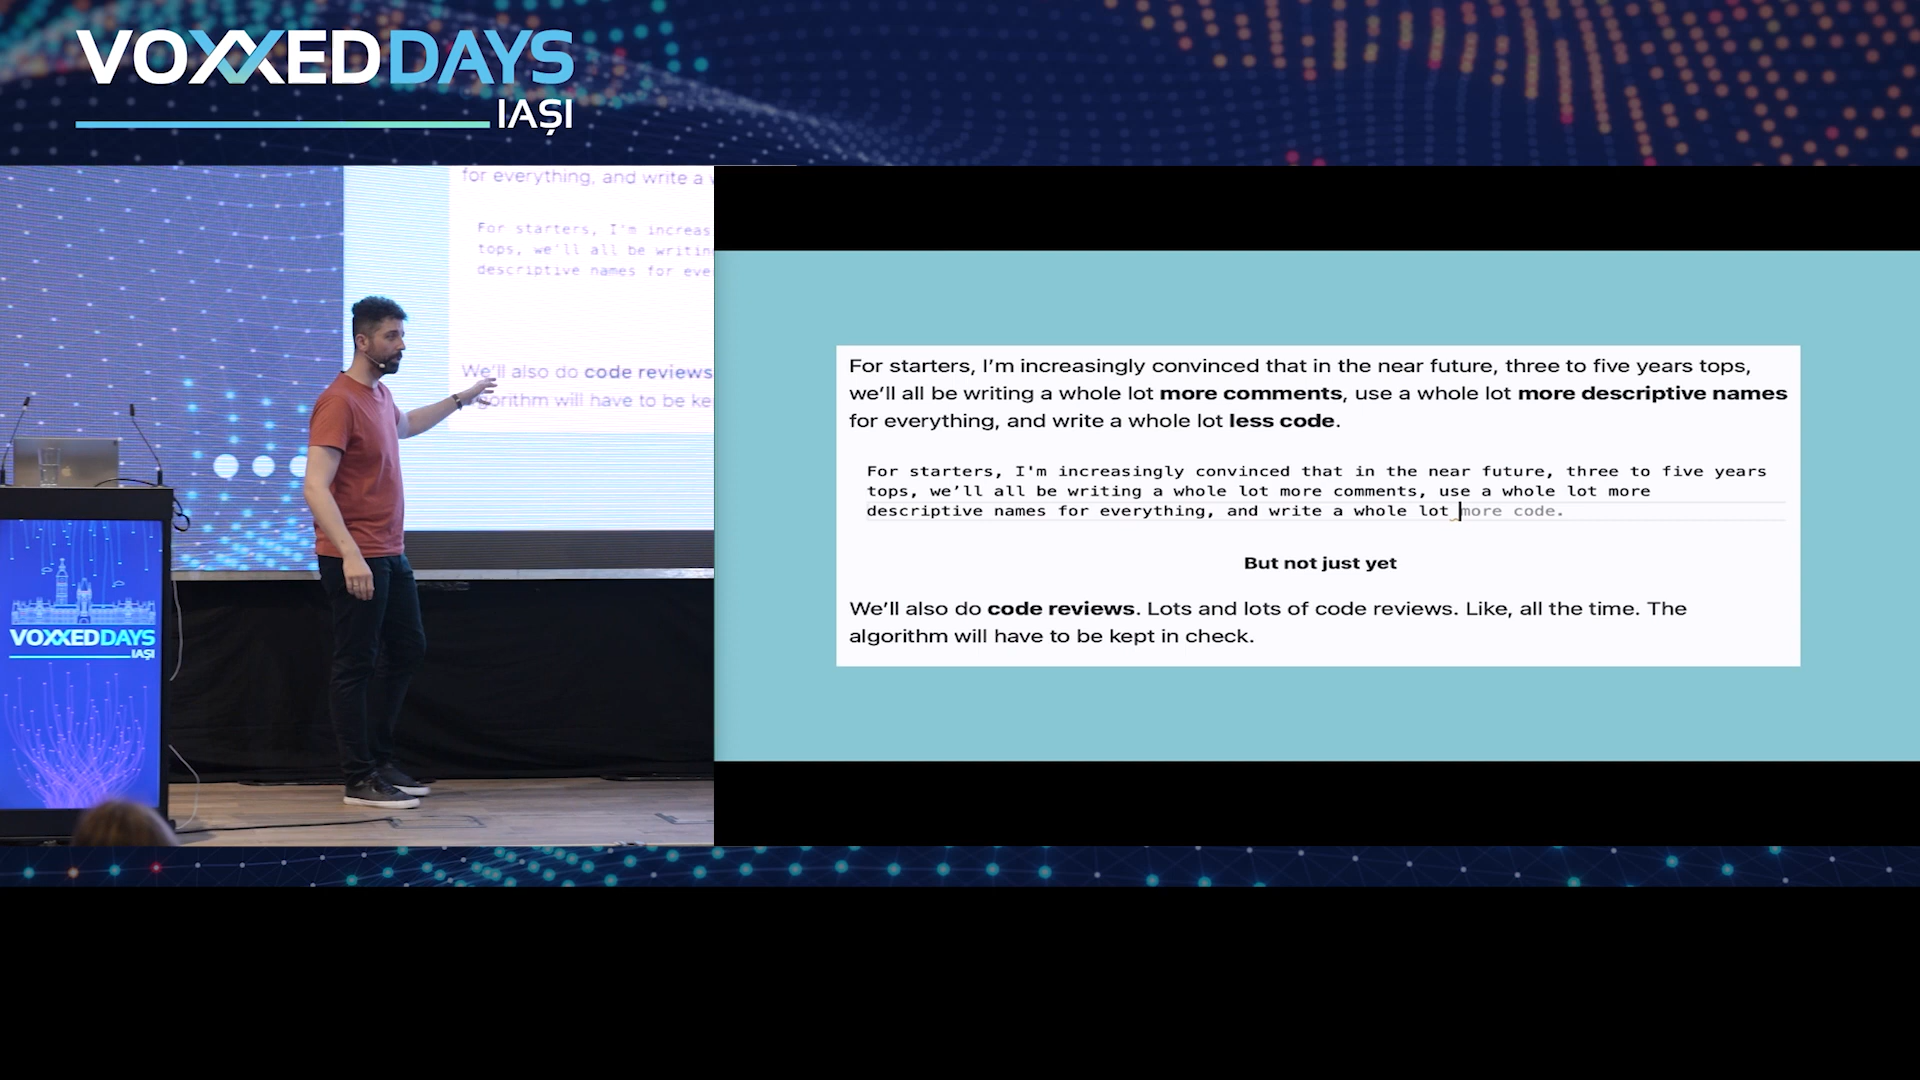 VOXXEDDAYS
IAȘI
for everything, and write a
For starters, I'm increas
tops, we'll all be writin
descriptive names for eve
We'll also do code reviews
algorithm will have to be ke
VOXXEDDAYS
IAȘI
For starters, I’m increasingly convinced that in the near future, three to five years tops,
we’ll all be writing a whole lot more comments, use a whole lot more descriptive names
for everything, and write a whole lot less code.
For starters, I'm increasingly convinced that in the near future, three to five years
tops, we’ll all be writing a whole lot more comments, use a whole lot more
descriptive names for everything, and write a whole lot more code.
But not just yet
We’ll also do code reviews. Lots and lots of code reviews. Like, all the time. The
algorithm will have to be kept in check.